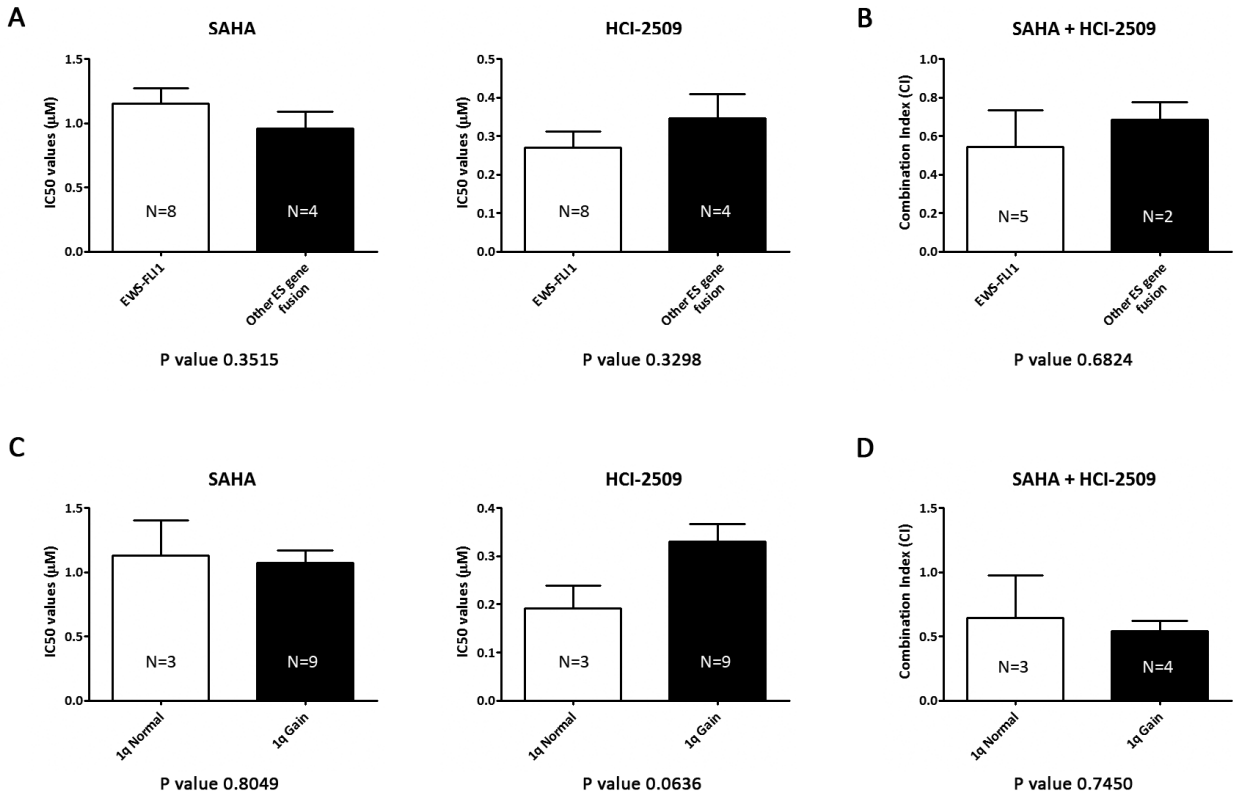 A
SAHA
IC50 values (µM)
1.5
1.0
0.5
0.0
N=8
N=4
EWS-FLI1
Other ES gene
fusion
P value 0.3515
HCI-2509
IC50 values (µM)
0.5
0.4
0.3
0.2
0.1
0.0
N=8
N=4
EWS-FLI1
Other ES gene
fusion
P value 0.3298
B
SAHA + HCI-2509
Combination Index (CI)
1.0
0.8
0.6
0.4
0.2
0.0
N=5
N=2
EWS-FLI1
Other ES gene
fusion
P value 0.6824
C
SAHA
IC50 values (µM)
1.5
1.0
0.5
0.0
N=3
N=9
1q Normal
1q Gain
P value 0.8049
HCI-2509
IC50 values (µM)
0.4
0.3
0.2
0.1
0.0
N=3
N=9
1q Normal
1q Gain
P value 0.0636
D
SAHA + HCI-2509
Combination Index (CI)
1.5
1.0
0.5
0.0
N=3
N=4
1q Normal
1q Gain
P value 0.7450